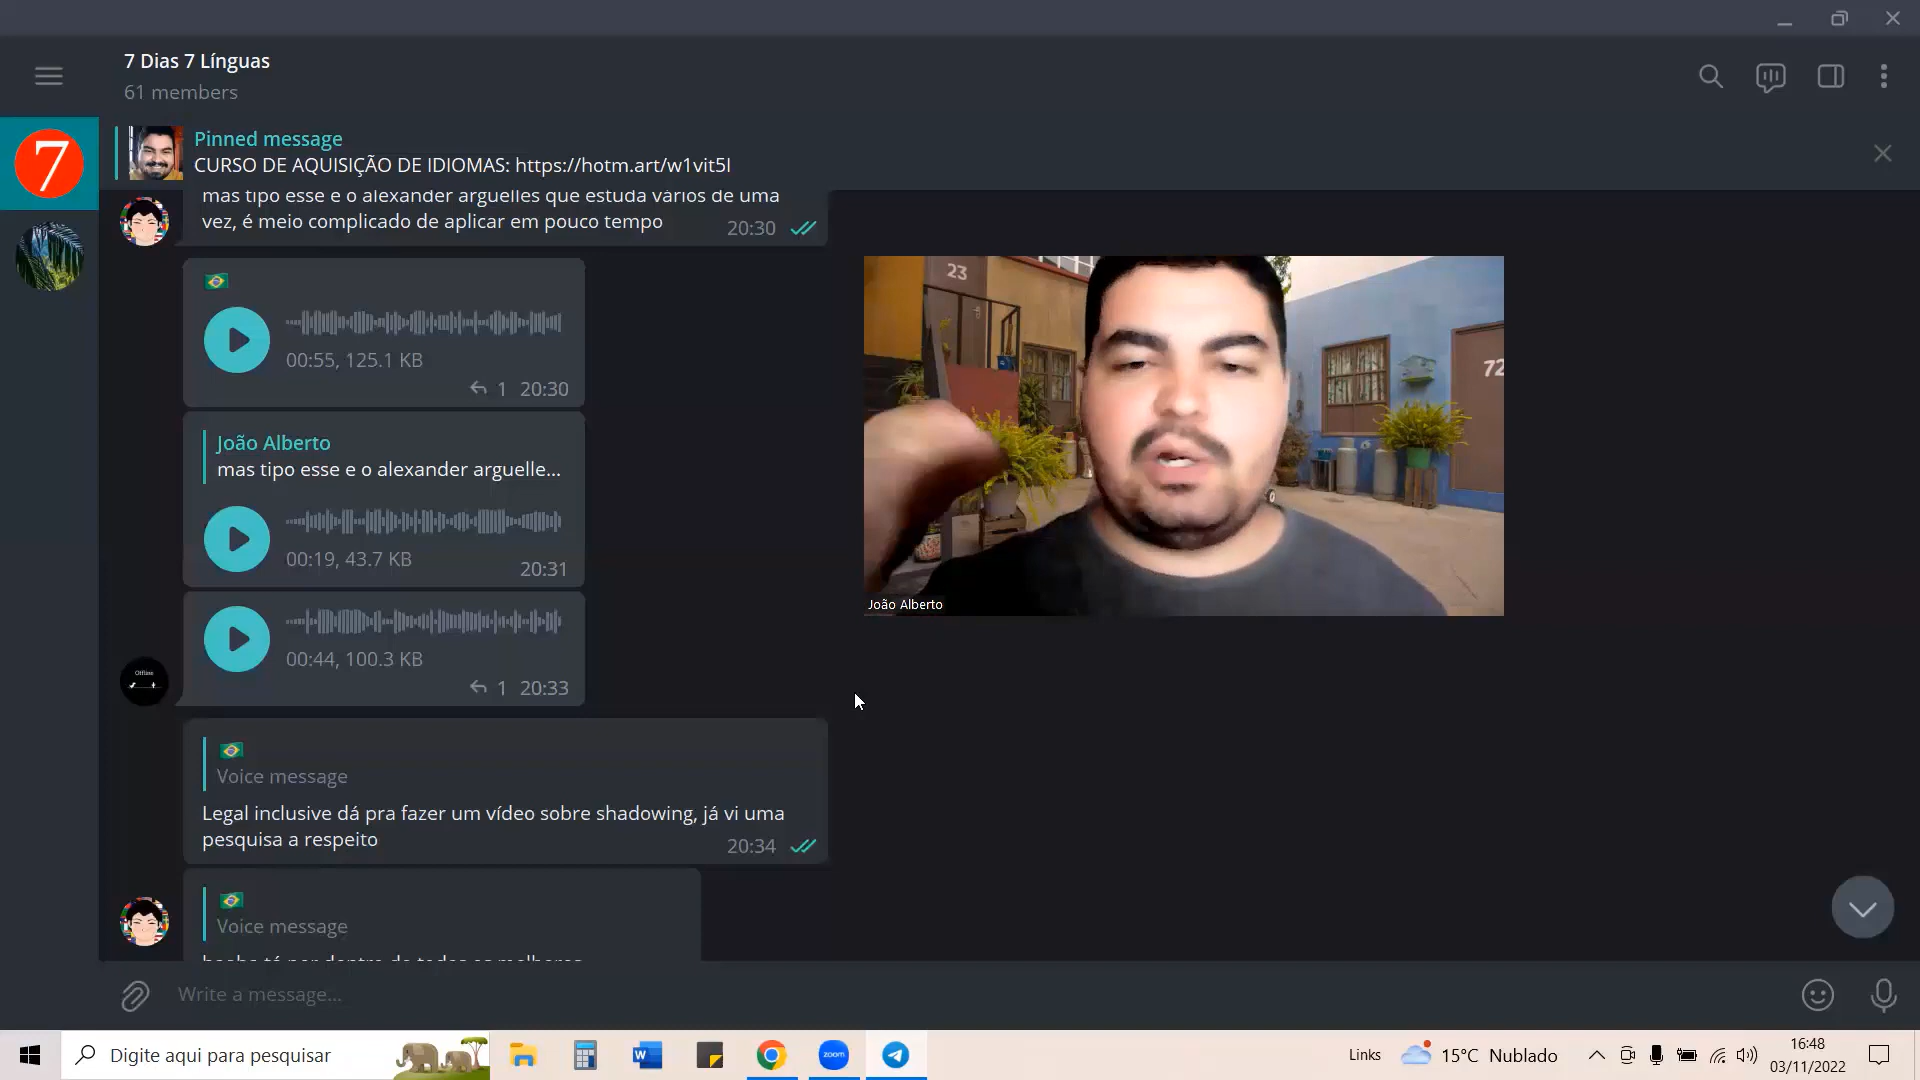 7 Dias 7 Línguas
61 members
7
Pinned message
CURSO DE AQUISIÇÃO DE IDIOMAS: https://hotm.art/w1vit5l
mas tipo esse e o alexander arguelles que estuda vários de uma
vez, é meio complicado de aplicar em pouco tempo
20:30
00:55, 125.1 KB
1 20:30
João Alberto
mas tipo esse e o alexander arguelle...
00:19, 43.7 KB
20:31
00:44, 100.3 KB
1 20:33
Offline
Voice message
Legal inclusive dá pra fazer um vídeo sobre shadowing, já vi uma
pesquisa a respeito
20:34
Voice message
23
72
João Alberto
Write a message...
Digite aqui para pesquisar
W
zoom
Links
15°C Nublado
16:48
03/11/2022